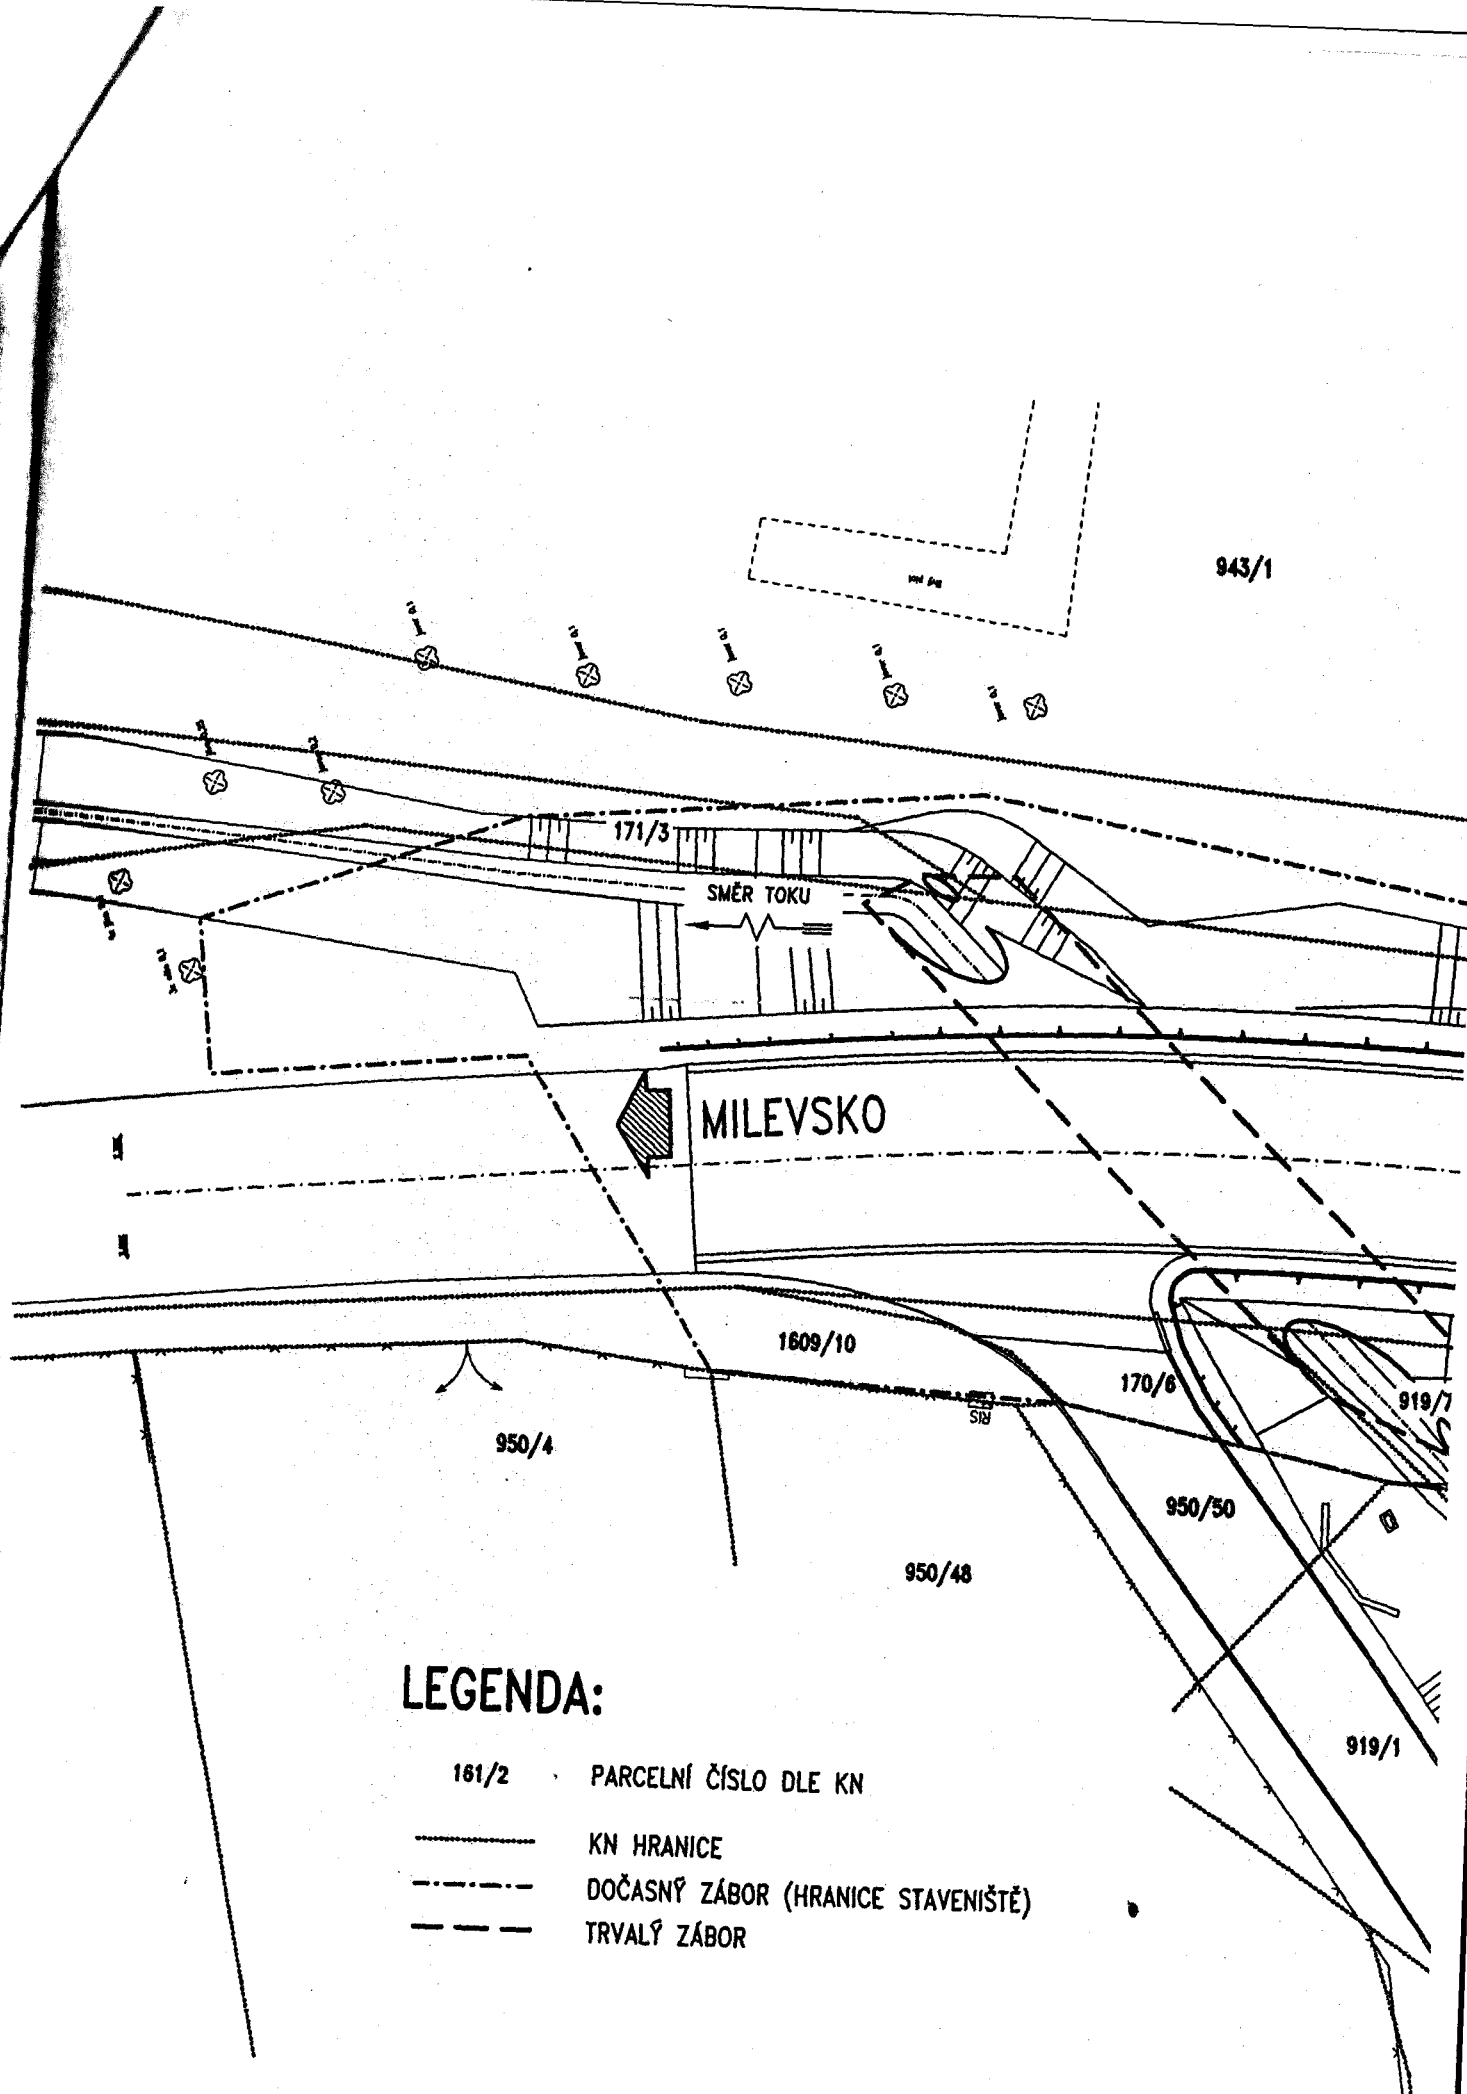 943/1
171/3
SMĚR TOKU
MILEVSKO
1609/10
170/6
919/7
RIS
950/4
950/50
950/48
919/1
LEGENDA:
161/2 PARCELNÍ ČÍSLO DLE KN
KN HRANICE
DOČASNÝ ZÁBOR (HRANICE STAVENIŠTĚ)
TRVALÝ ZÁBOR